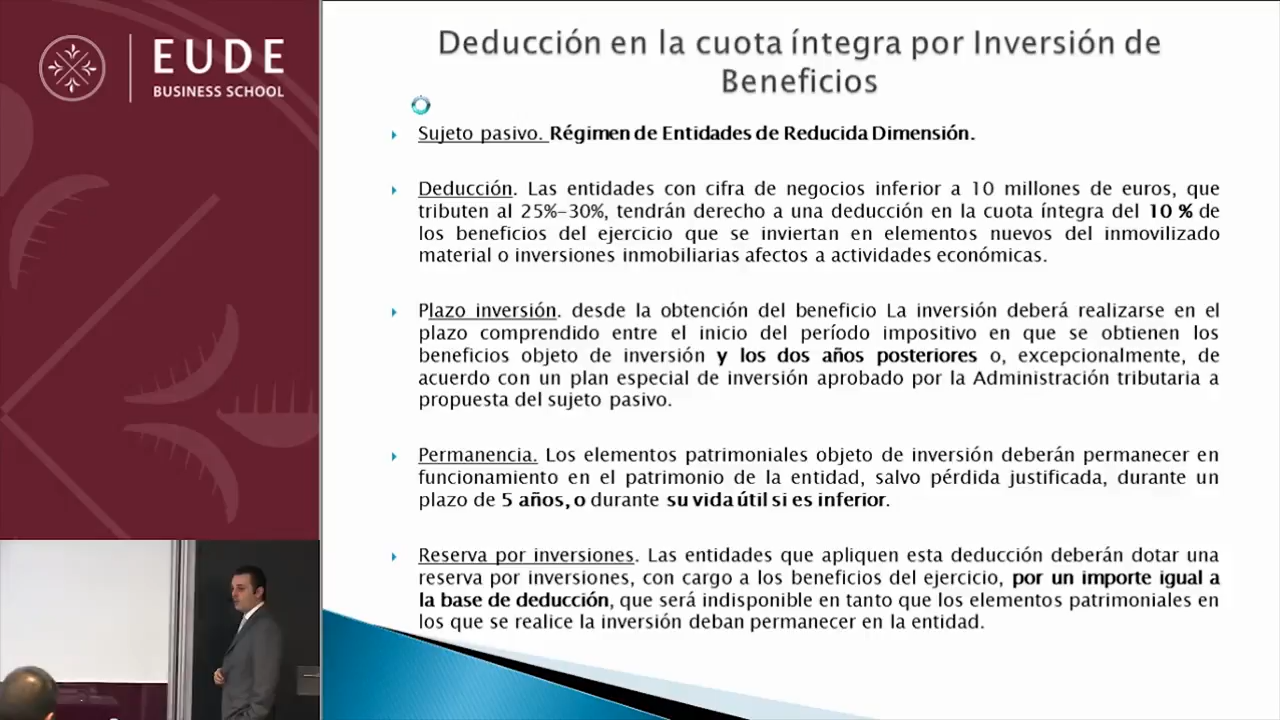 EUDE
BUSINESS SCHOOL
Deducción en la cuota íntegra por Inversión de
Beneficios
Sujeto pasivo. Régimen de Entidades de Reducida Dimensión.
Deducción. Las entidades con cifra de negocios inferior a 10 millones de euros, que
tributen al 25%-30%, tendrán derecho a una deducción en la cuota íntegra del 10 % de
los beneficios del ejercicio que se inviertan en elementos nuevos del inmovilizado
material o inversiones inmobiliarias afectos a actividades económicas.
Plazo inversión. desde la obtención del beneficio La inversión deberá realizarse en el
plazo comprendido entre el inicio del período impositivo en que se obtienen los
beneficios objeto de inversión y los dos años posteriores o, excepcionalmente, de
acuerdo con un plan especial de inversión aprobado por la Administración tributaria a
propuesta del sujeto pasivo.
Permanencia. Los elementos patrimoniales objeto de inversión deberán permanecer en
funcionamiento en el patrimonio de la entidad, salvo pérdida justificada, durante un
plazo de 5 años, o durante su vida útil si es inferior.
Reserva por inversiones. Las entidades que apliquen esta deducción deberán dotar una
reserva por inversiones, con cargo a los beneficios del ejercicio, por un importe igual a
la base de deducción, que será indisponible en tanto que los elementos patrimoniales en
los que se realice la inversión deban permanecer en la entidad.